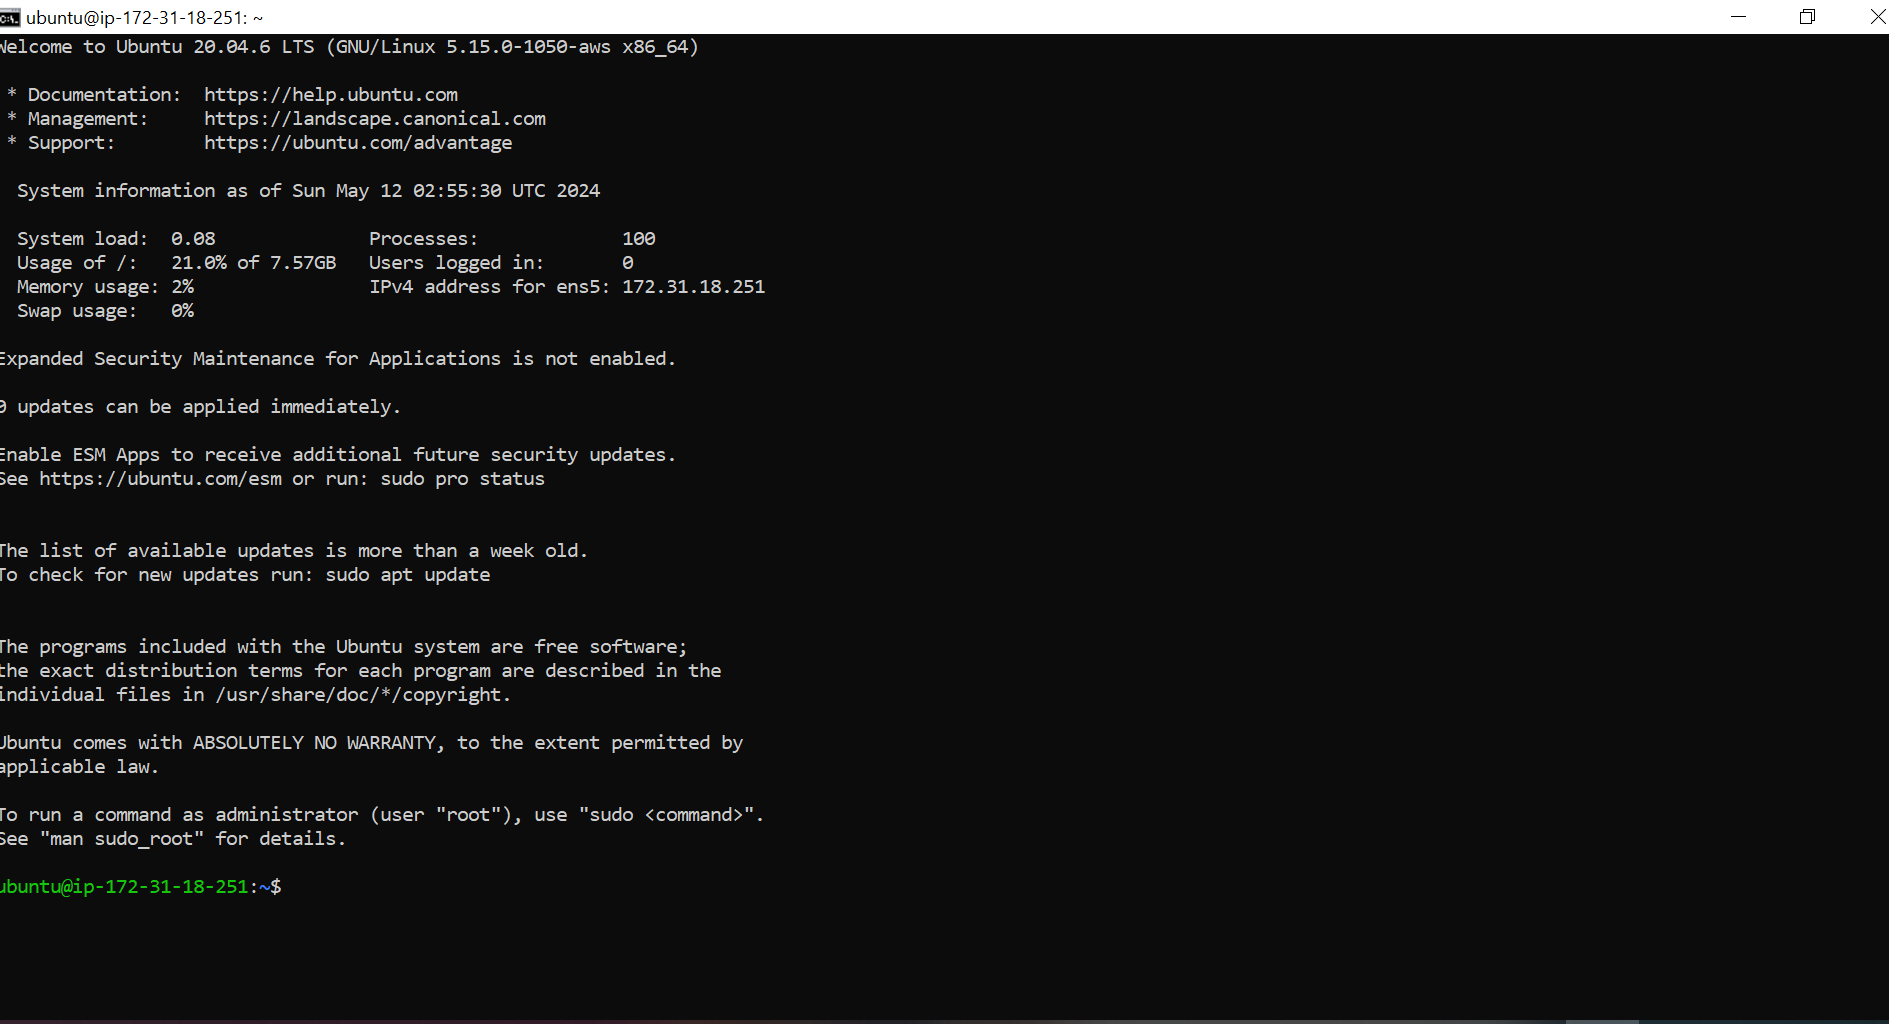 ubuntu@ip-172-31-18-251: ~
Welcome to Ubuntu 20.04.6 LTS (GNU/Linux 5.15.0-1050-aws x86_64)
* Documentation:  https://help.ubuntu.com
* Management:     https://landscape.canonical.com
* Support:        https://ubuntu.com/advantage
System information as of Sun May 12 02:55:30 UTC 2024
System load:  0.08              Processes:             100
Usage of /:   21.0% of 7.57GB   Users logged in:       0
Memory usage: 2%                IPv4 address for ens5: 172.31.18.251
Swap usage:   0%
Expanded Security Maintenance for Applications is not enabled.
0 updates can be applied immediately.
Enable ESM Apps to receive additional future security updates.
See https://ubuntu.com/esm or run: sudo pro status
The list of available updates is more than a week old.
To check for new updates run: sudo apt update
The programs included with the Ubuntu system are free software;
the exact distribution terms for each program are described in the
individual files in /usr/share/doc/*/copyright.
Ubuntu comes with ABSOLUTELY NO WARRANTY, to the extent permitted by
applicable law.
To run a command as administrator (user "root"), use "sudo <command>".
See "man sudo_root" for details.
ubuntu@ip-172-31-18-251:~$